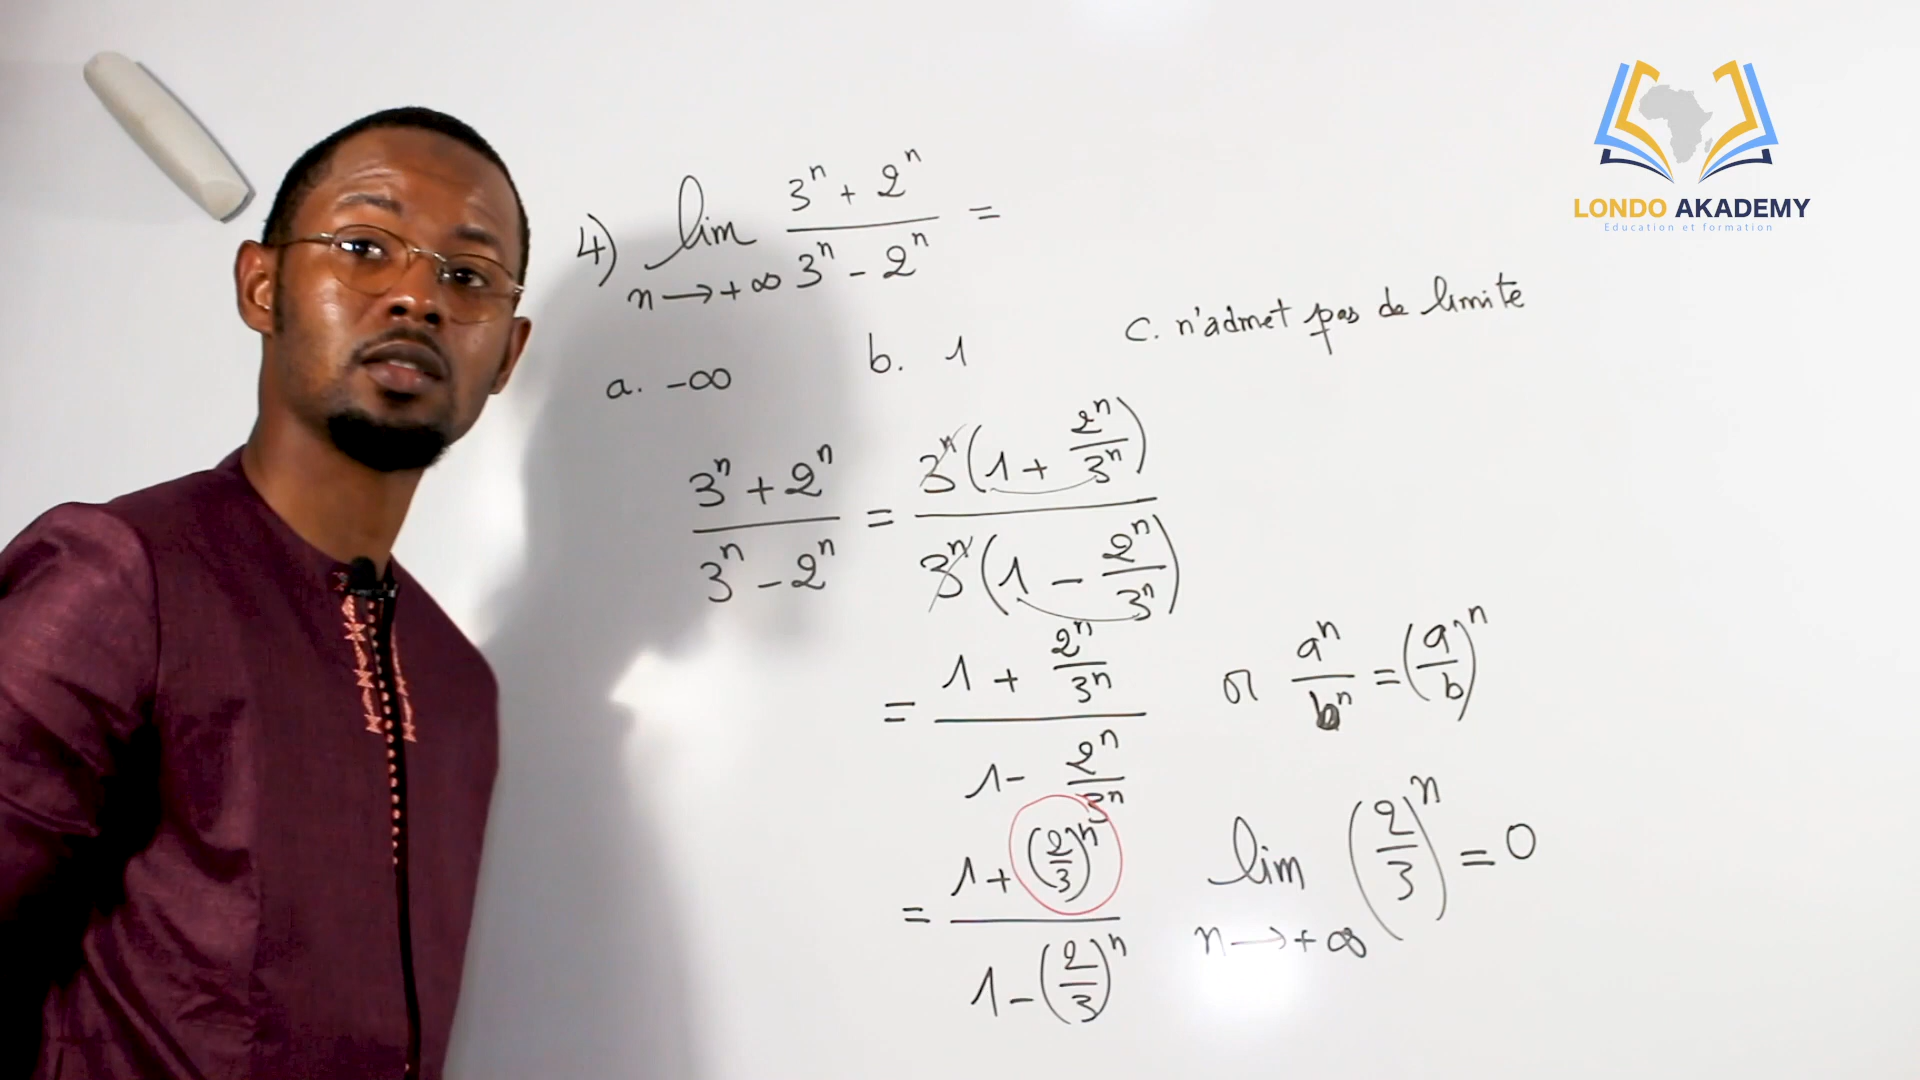 LONDO AKADEMY
Education et formation
4) lim n→+∞ (3ⁿ + 2ⁿ)/(3ⁿ - 2ⁿ) =
a. -∞ b. 1 c. n'admet pas de limite
(3ⁿ + 2ⁿ)/(3ⁿ - 2ⁿ) = 3ⁿ(1 + 2ⁿ/3ⁿ)/3ⁿ(1 - 2ⁿ/3ⁿ)
= (1 + 2ⁿ/3ⁿ)/(1 - 2ⁿ/3ⁿ) or aⁿ/bⁿ = (a/b)ⁿ
= (1 + (2/3)ⁿ)/(1 - (2/3)ⁿ) lim n→+∞ (2/3)ⁿ = 0